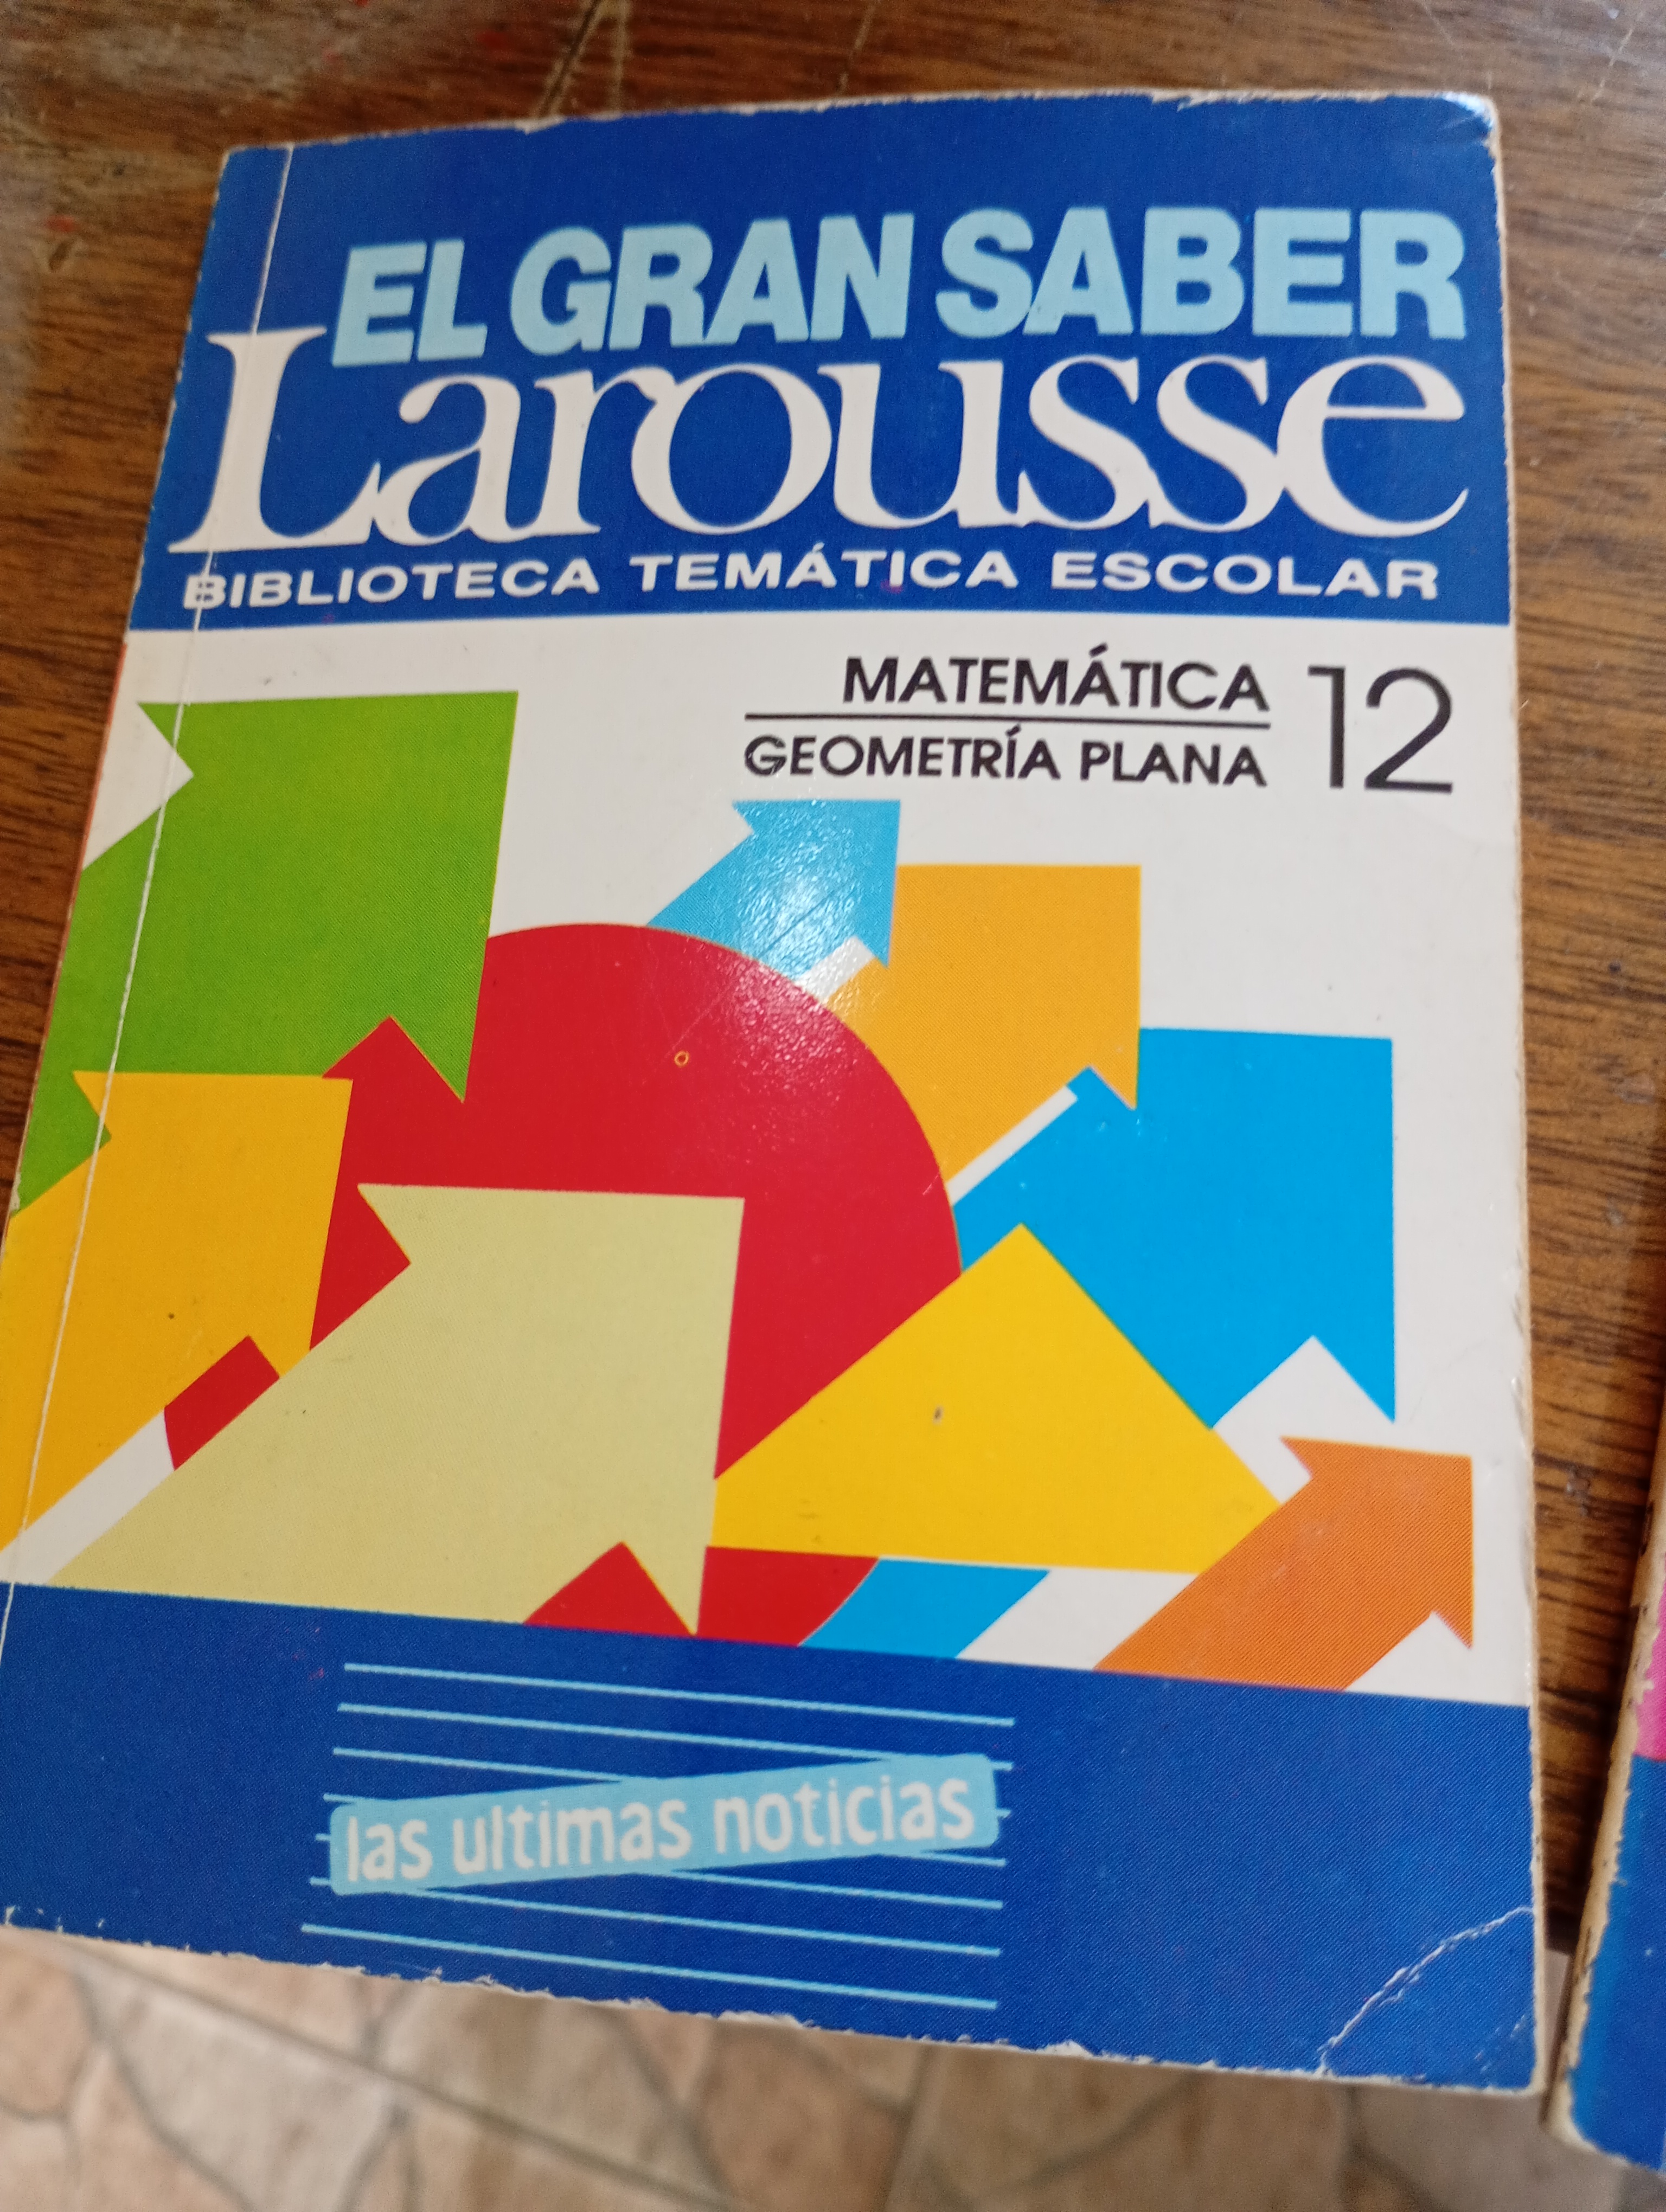 EL GRAN SABER
Larousse
BIBLIOTECA TEMÁTICA ESCOLAR
MATEMÁTICA 12
GEOMETRÍA PLANA
las ultimas noticias